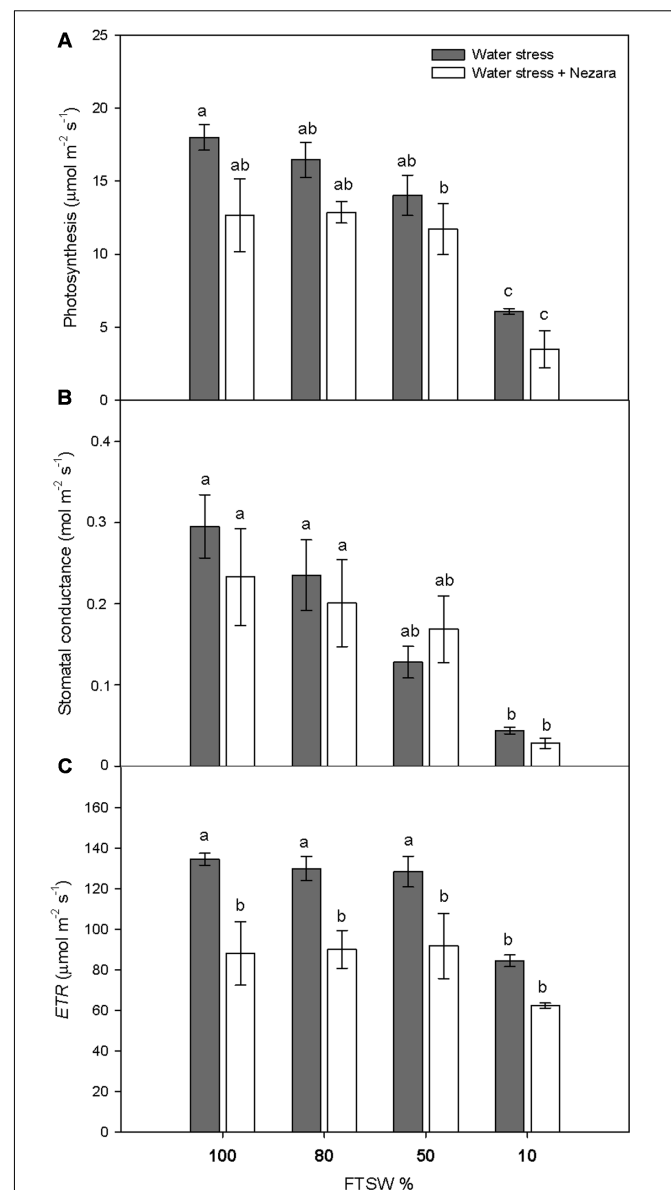 A
25
Water stress
Water stress + Nezara
20
15
10
5
0
Photosynthesis (μmol m⁻² s⁻¹)
a
ab
ab
ab
ab
b
c
c
B
0.4
0.3
0.2
0.1
0
Stomatal conductance (mol m⁻² s⁻¹)
a
a
a
a
ab
ab
b
b
C
160
140
120
100
80
60
40
20
0
ETR (μmol m⁻² s⁻¹)
a
b
a
b
a
b
b
b
100
80
50
10
FTSW %